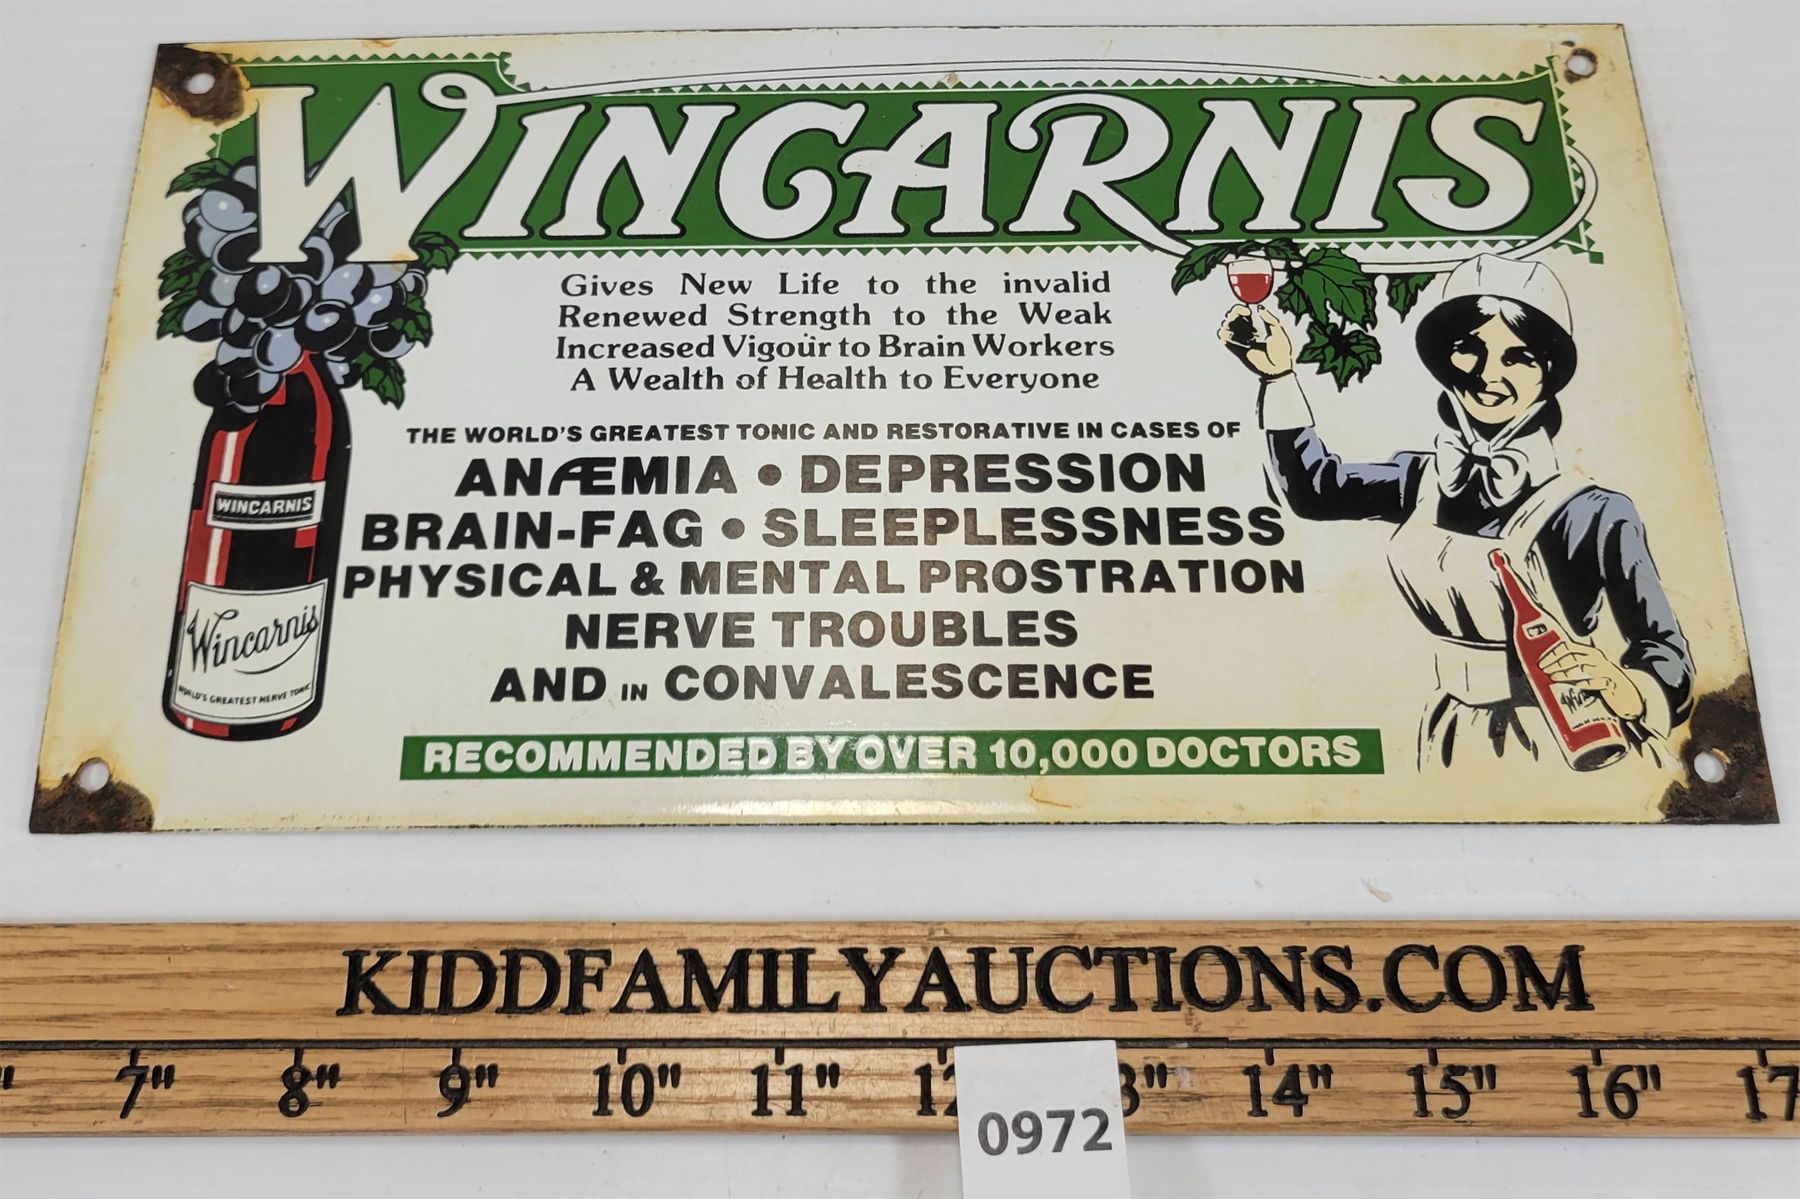 WINCARNIS
Gives New Life to the invalid
Renewed Strength to the Weak
Increased Vigour to Brain Workers
A Wealth of Health to Everyone
THE WORLD'S GREATEST TONIC AND RESTORATIVE IN CASES OF
ANÆMIA • DEPRESSION
BRAIN-FAG • SLEEPLESSNESS
PHYSICAL & MENTAL PROSTRATION
NERVE TROUBLES
AND IN CONVALESCENCE
RECOMMENDED BY OVER 10,000 DOCTORS
WINCARNIS
Wincarnis
WORLD'S GREATEST NERVE TONIC
KIDDFAMILYAUCTIONS.COM
7" 8" 9" 10" 11" 14" 15" 16" 17
0972